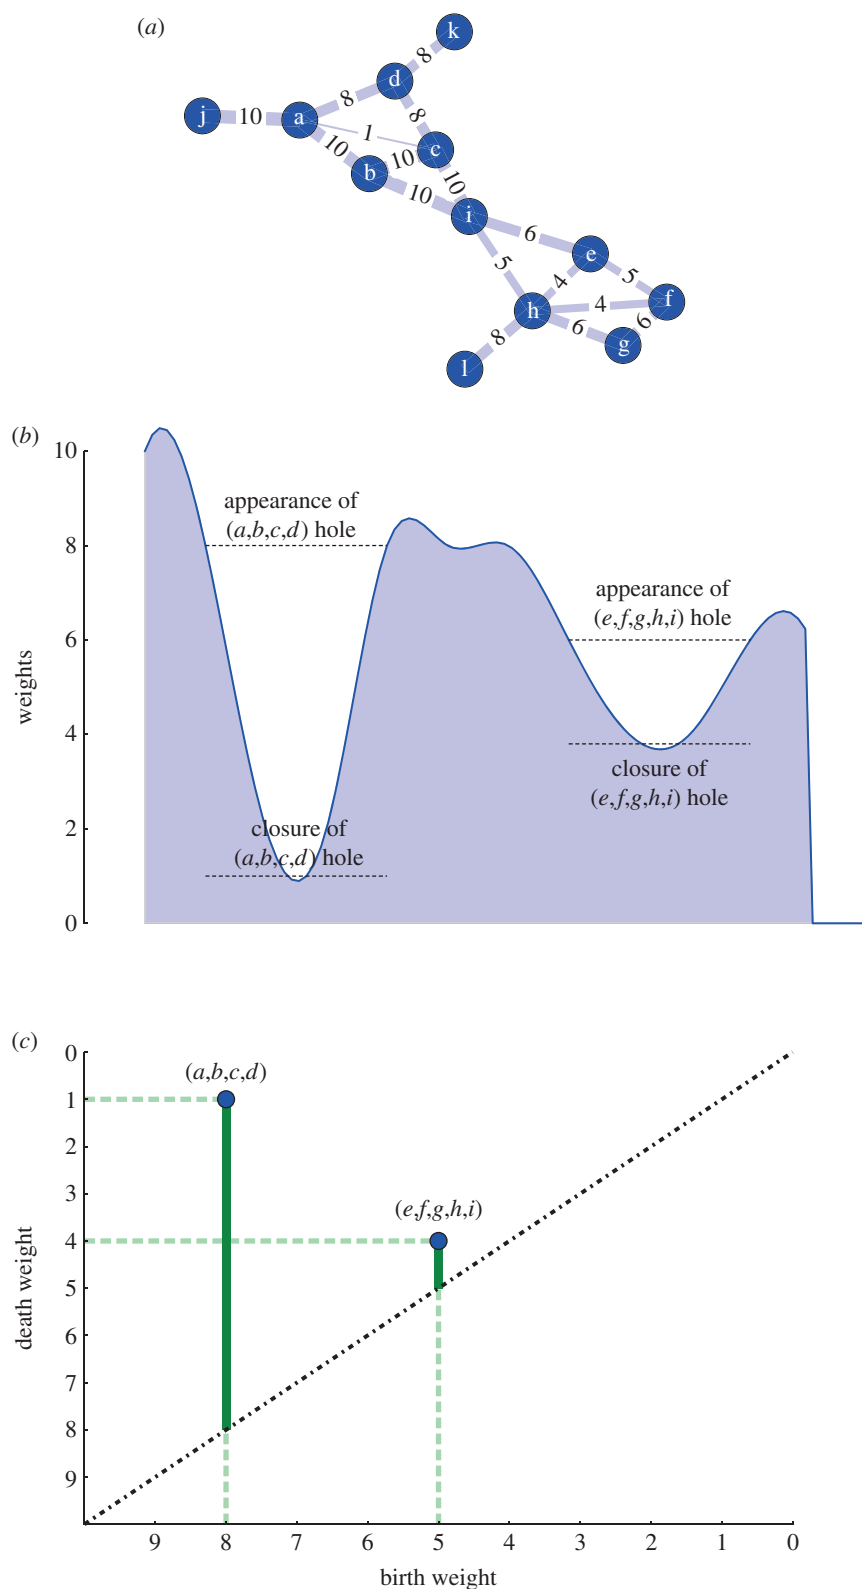 (a)
k
8
d
j
10
a
8
8
1
c
10
10
b
10
10
i
6
e
5
4
5
h
4
f
6
6
g
8
l
(b)
10
appearance of
(a,b,c,d) hole
8
appearance of
(e,f,g,h,i) hole
6
weights
4
closure of
(e,f,g,h,i) hole
2
closure of
(a,b,c,d) hole
0
(c)
0
(a,b,c,d)
1
2
3
(e,f,g,h,i)
4
death weight
5
6
7
8
9
9 8 7 6 5 4 3 2 1 0
birth weight